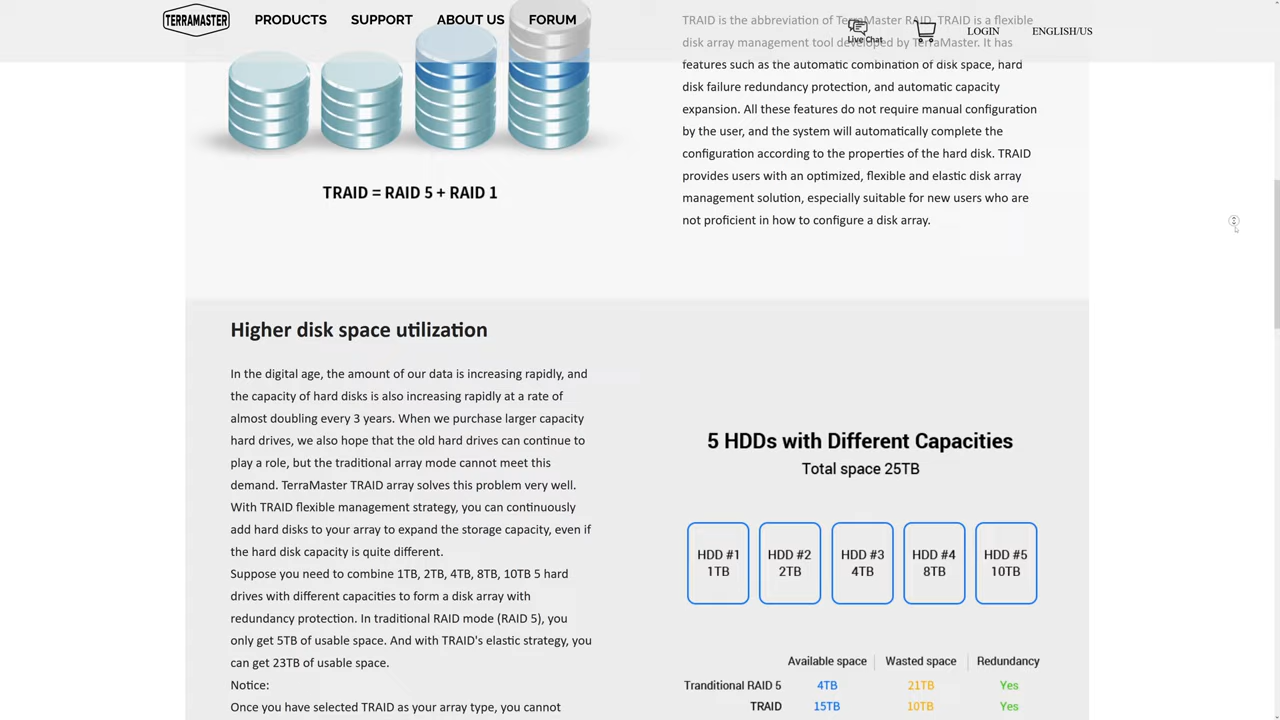 TERRAMASTER
PRODUCTS
SUPPORT
ABOUT US
FORUM
Live Chat
LOGIN
ENGLISH/US
TRAID is the abbreviation of TerraMaster RAID. TRAID is a flexible
disk array management tool developed by TerraMaster. It has
features such as the automatic combination of disk space, hard
disk failure redundancy protection, and automatic capacity
expansion. All these features do not require manual configuration
by the user, and the system will automatically complete the
configuration according to the properties of the hard disk. TRAID
provides users with an optimized, flexible and elastic disk array
management solution, especially suitable for new users who are
not proficient in how to configure a disk array.
TRAID = RAID 5 + RAID 1
Higher disk space utilization
In the digital age, the amount of our data is increasing rapidly, and
the capacity of hard disks is also increasing rapidly at a rate of
almost doubling every 3 years. When we purchase larger capacity
hard drives, we also hope that the old hard drives can continue to
play a role, but the traditional array mode cannot meet this
demand. TerraMaster TRAID array solves this problem very well.
With TRAID flexible management strategy, you can continuously
add hard disks to your array to expand the storage capacity, even if
the hard disk capacity is quite different.
Suppose you need to combine 1TB, 2TB, 4TB, 8TB, 10TB 5 hard
drives with different capacities to form a disk array with
redundancy protection. In traditional RAID mode (RAID 5), you
only get 5TB of usable space. And with TRAID's elastic strategy, you
can get 23TB of usable space.
Notice:
Once you have selected TRAID as your array type, you cannot
5 HDDs with Different Capacities
Total space 25TB
HDD #1
1TB
HDD #2
2TB
HDD #3
4TB
HDD #4
8TB
HDD #5
10TB
Available space
Wasted space
Redundancy
Tranditional RAID 5 4TB 21TB Yes
TRAID 15TB 10TB Yes